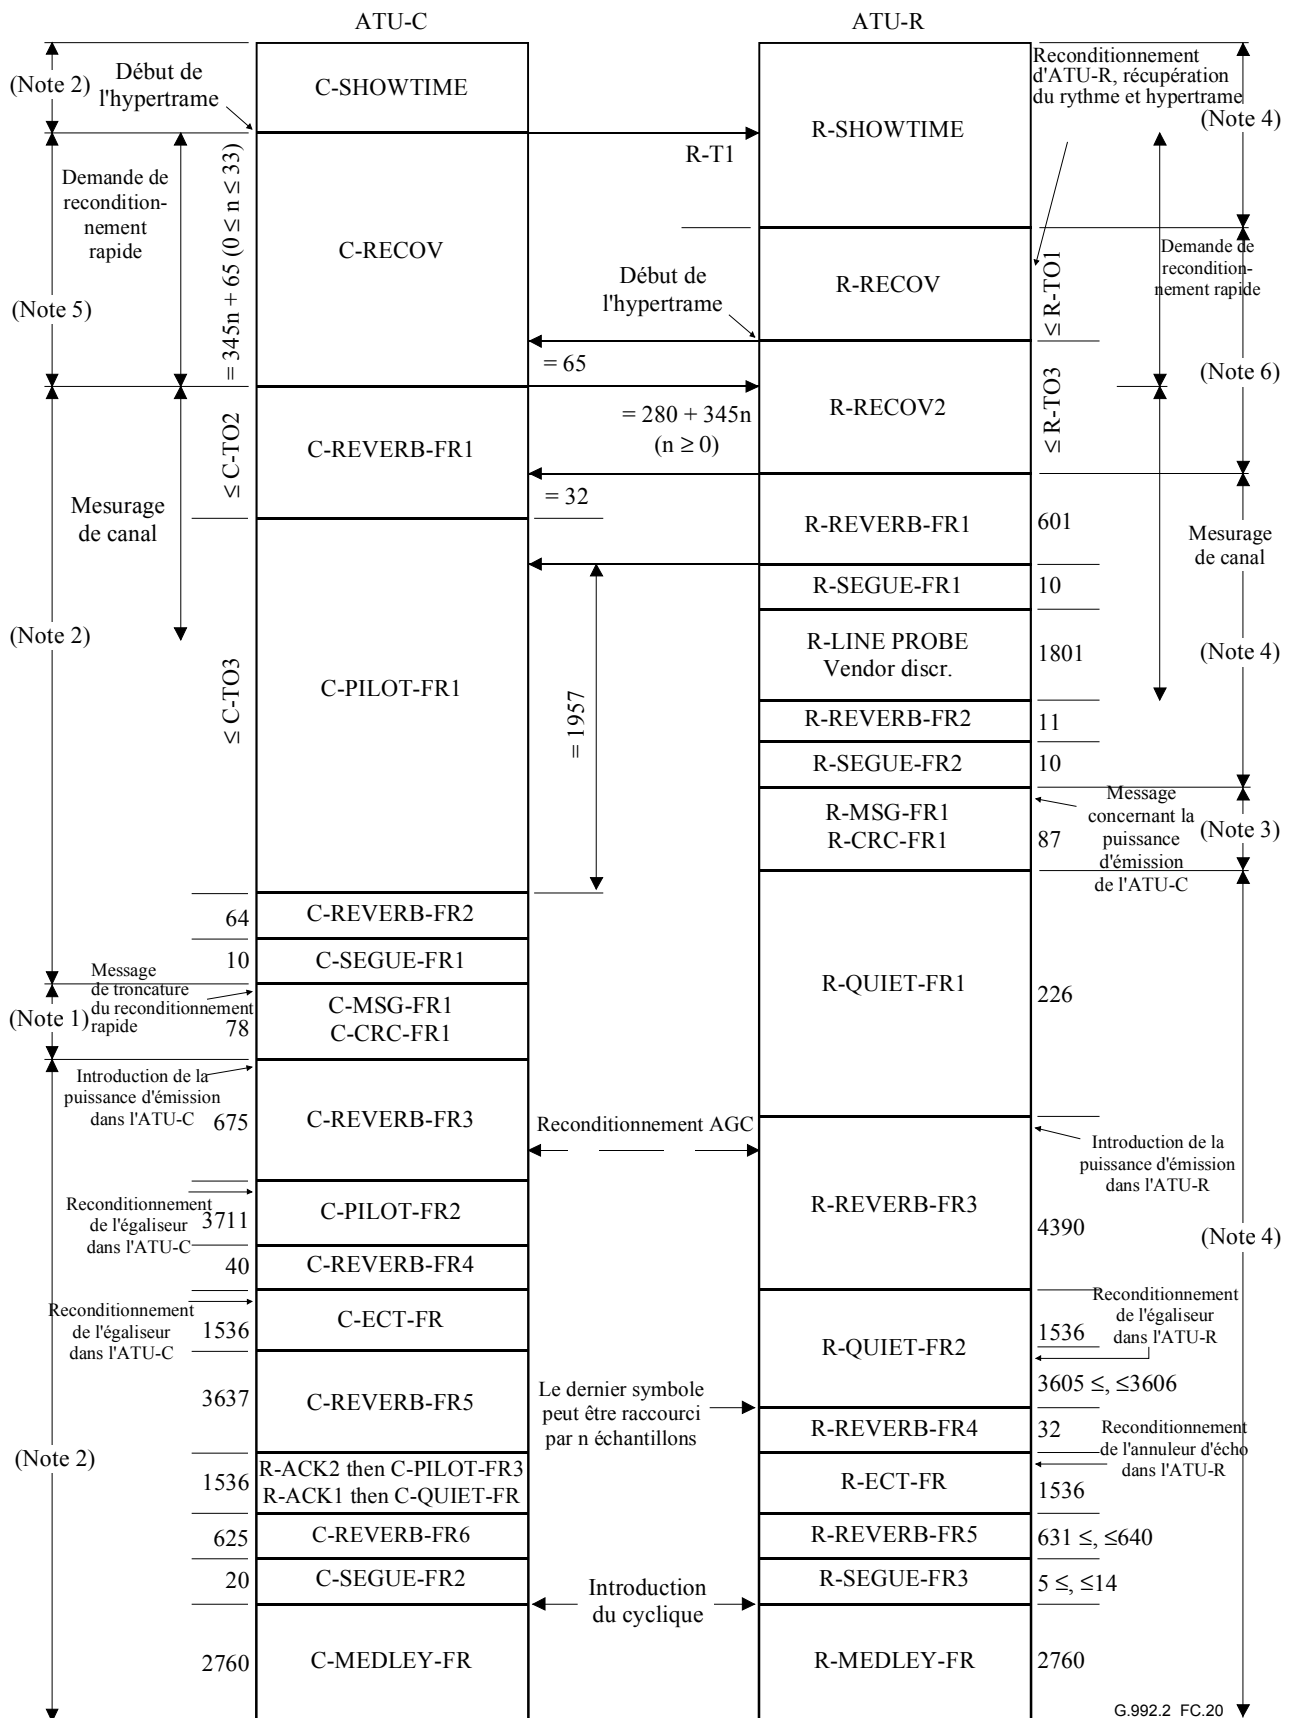 ATU-C
ATU-R
(Note 2)
Début de
l'hypertrame
C-SHOWTIME
R-SHOWTIME
Reconditionnement
d'ATU-R, récupération
du rythme et hypertrame
(Note 4)
R-T1
Demande de
recondition-
nement
rapide
(Note 5)
= 345n + 65 (0 ≤ n ≤ 33)
C-RECOV
Début de
l'hypertrame
R-RECOV
≤ R-TO1
Demande de
recondition-
nement rapide
= 65
(Note 6)
≤ C-TO2
C-REVERB-FR1
= 280 + 345n
(n ≥ 0)
R-RECOV2
≤ R-TO3
= 32
Mesurage
de canal
R-REVERB-FR1
601
Mesurage
de canal
R-SEGUE-FR1
10
(Note 2)
≤ C-TO3
C-PILOT-FR1
= 1957
R-LINE PROBE
Vendor discr.
1801
(Note 4)
R-REVERB-FR2
11
R-SEGUE-FR2
10
R-MSG-FR1
R-CRC-FR1
87
Message
concernant la
puissance
d'émission
de l'ATU-C
(Note 3)
64
C-REVERB-FR2
10
C-SEGUE-FR1
R-QUIET-FR1
226
Message
de troncature
du reconditionnement
rapide
(Note 1)
78
C-MSG-FR1
C-CRC-FR1
Introduction de la
puissance d'émission
dans l'ATU-C
675
C-REVERB-FR3
Reconditionnement AGC
Introduction de la
puissance d'émission
dans l'ATU-R
Reconditionnement
de l'égaliseur
dans l'ATU-C
3711
C-PILOT-FR2
R-REVERB-FR3
4390
(Note 4)
40
C-REVERB-FR4
Reconditionnement
de l'égaliseur
dans l'ATU-C
1536
C-ECT-FR
R-QUIET-FR2
1536
Reconditionnement
de l'égaliseur
dans l'ATU-R
3605 ≤, ≤3606
3637
C-REVERB-FR5
Le dernier symbole
peut être raccourci
par n échantillons
R-REVERB-FR4
32
Reconditionnement
de l'annuleur d'écho
dans l'ATU-R
(Note 2)
1536
R-ACK2 then C-PILOT-FR3
R-ACK1 then C-QUIET-FR
R-ECT-FR
1536
625
C-REVERB-FR6
R-REVERB-FR5
631 ≤, ≤640
20
C-SEGUE-FR2
Introduction
du cyclique
R-SEGUE-FR3
5 ≤, ≤14
2760
C-MEDLEY-FR
R-MEDLEY-FR
2760
G.992.2_FC.20